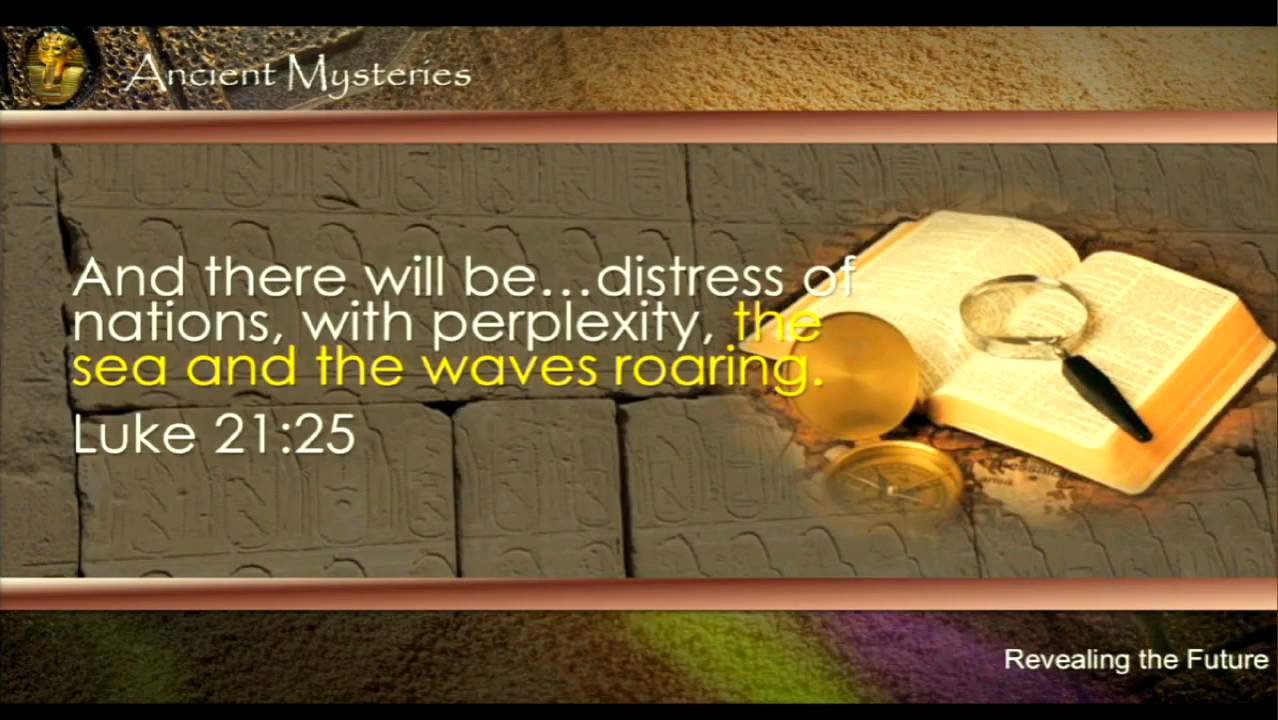 Ancient Mysteries
And there will be…distress of
nations, with perplexity, the
sea and the waves roaring.
Luke 21:25
Revealing the Future